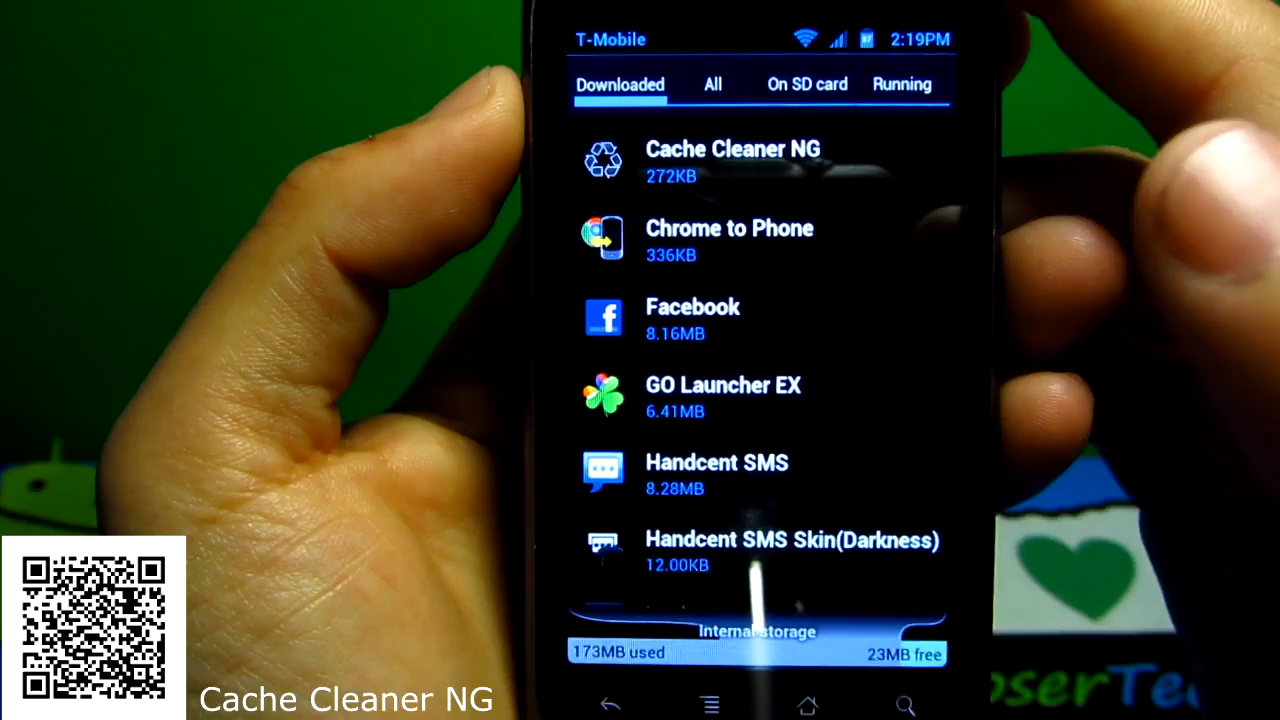 T-Mobile
2:19PM
Downloaded All On SD card Running
Cache Cleaner NG
272KB
Chrome to Phone
336KB
Facebook
8.16MB
GO Launcher EX
6.41MB
Handcent SMS
8.28MB
Handcent SMS Skin(Darkness)
12.00KB
Internal storage
173MB used
23MB free
Cache Cleaner NG